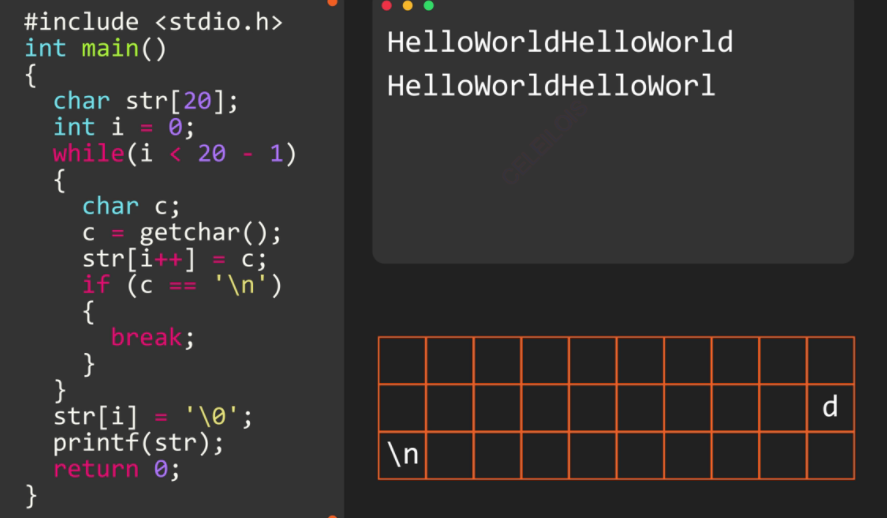 #include <stdio.h>
int main()
{
char str[20];
int i = 0;
while(i < 20 - 1)
{
char c;
c = getchar();
str[i++] = c;
if (c == '\n')
{
break;
}
}
str[i] = '\0';
printf(str);
return 0;
}
HelloWorldHelloWorld
HelloWorldHelloWorl
d
\n